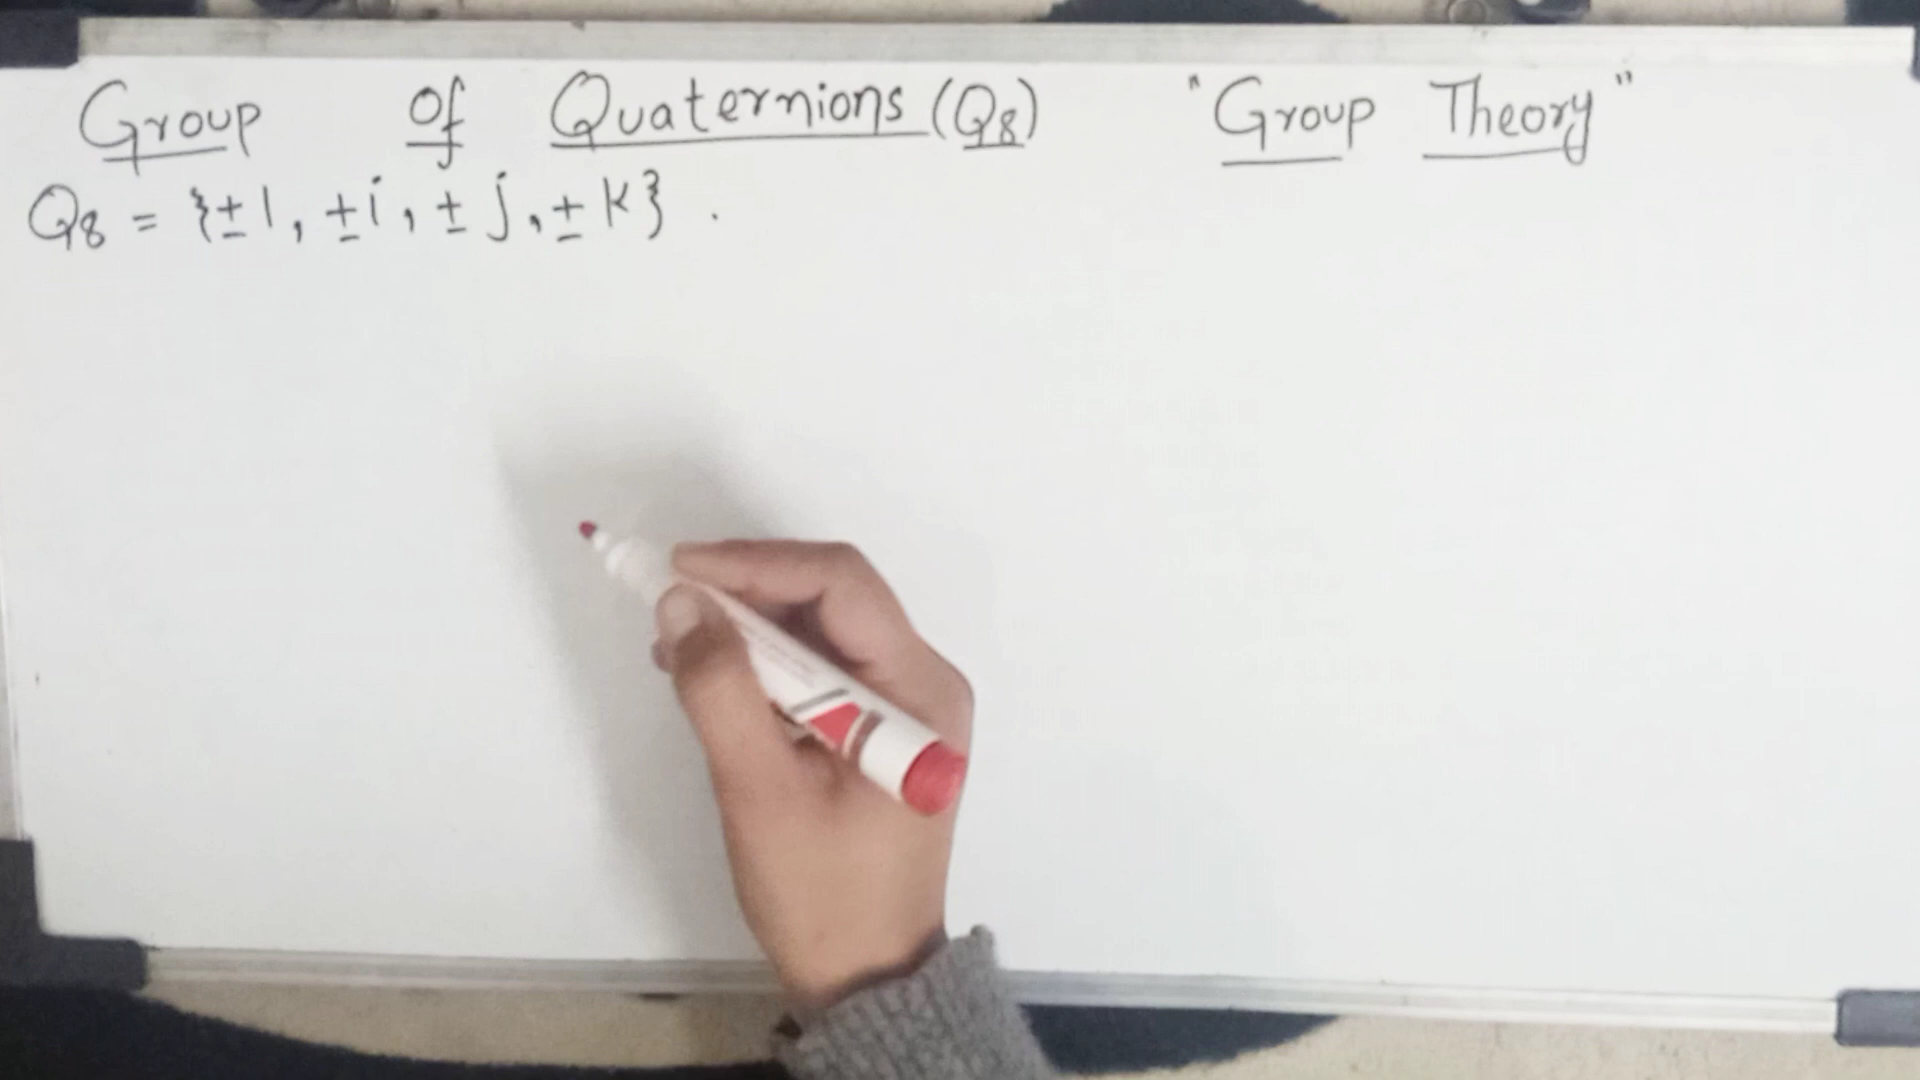 Group Of Quaternions (Q8) "Group Theory"
Q8 = {±1, ±i, ±j, ±k}.